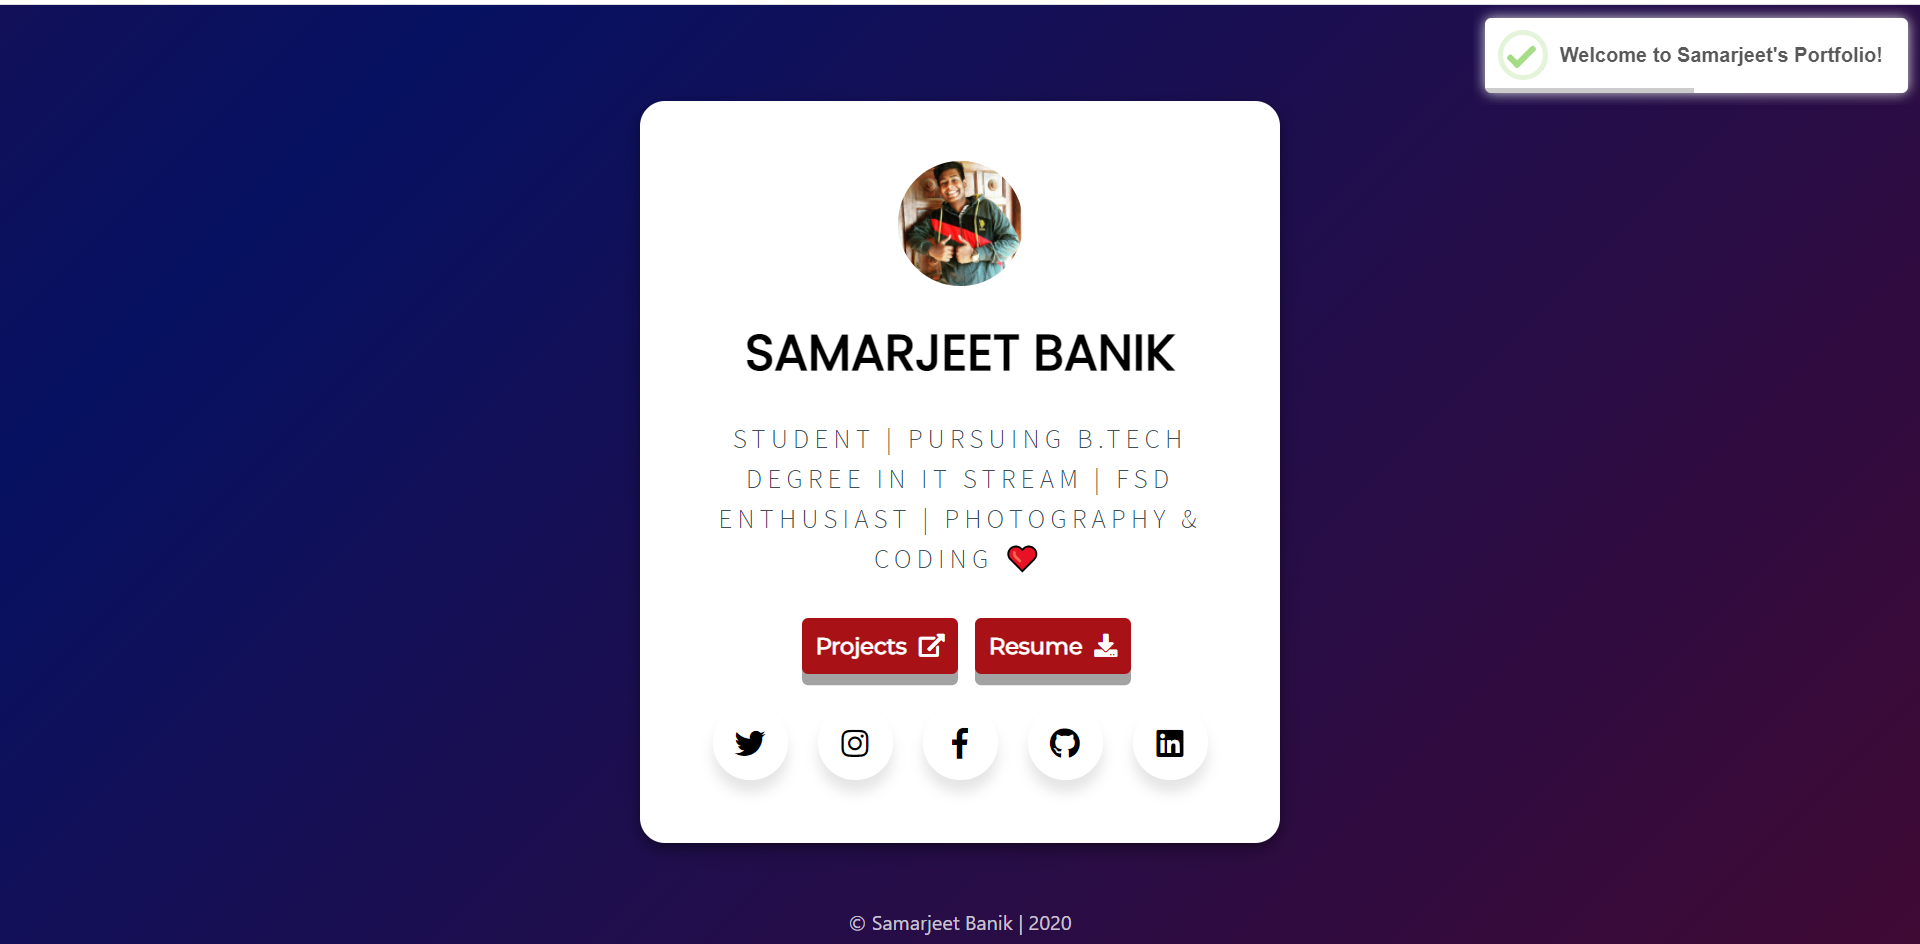 Welcome to Samarjeet's Portfolio!
SAMARJEET BANIK
STUDENT | PURSUING B.TECH
DEGREE IN IT STREAM | FSD
ENTHUSIAST | PHOTOGRAPHY &
CODING ❤️
Projects
Resume
© Samarjeet Banik | 2020